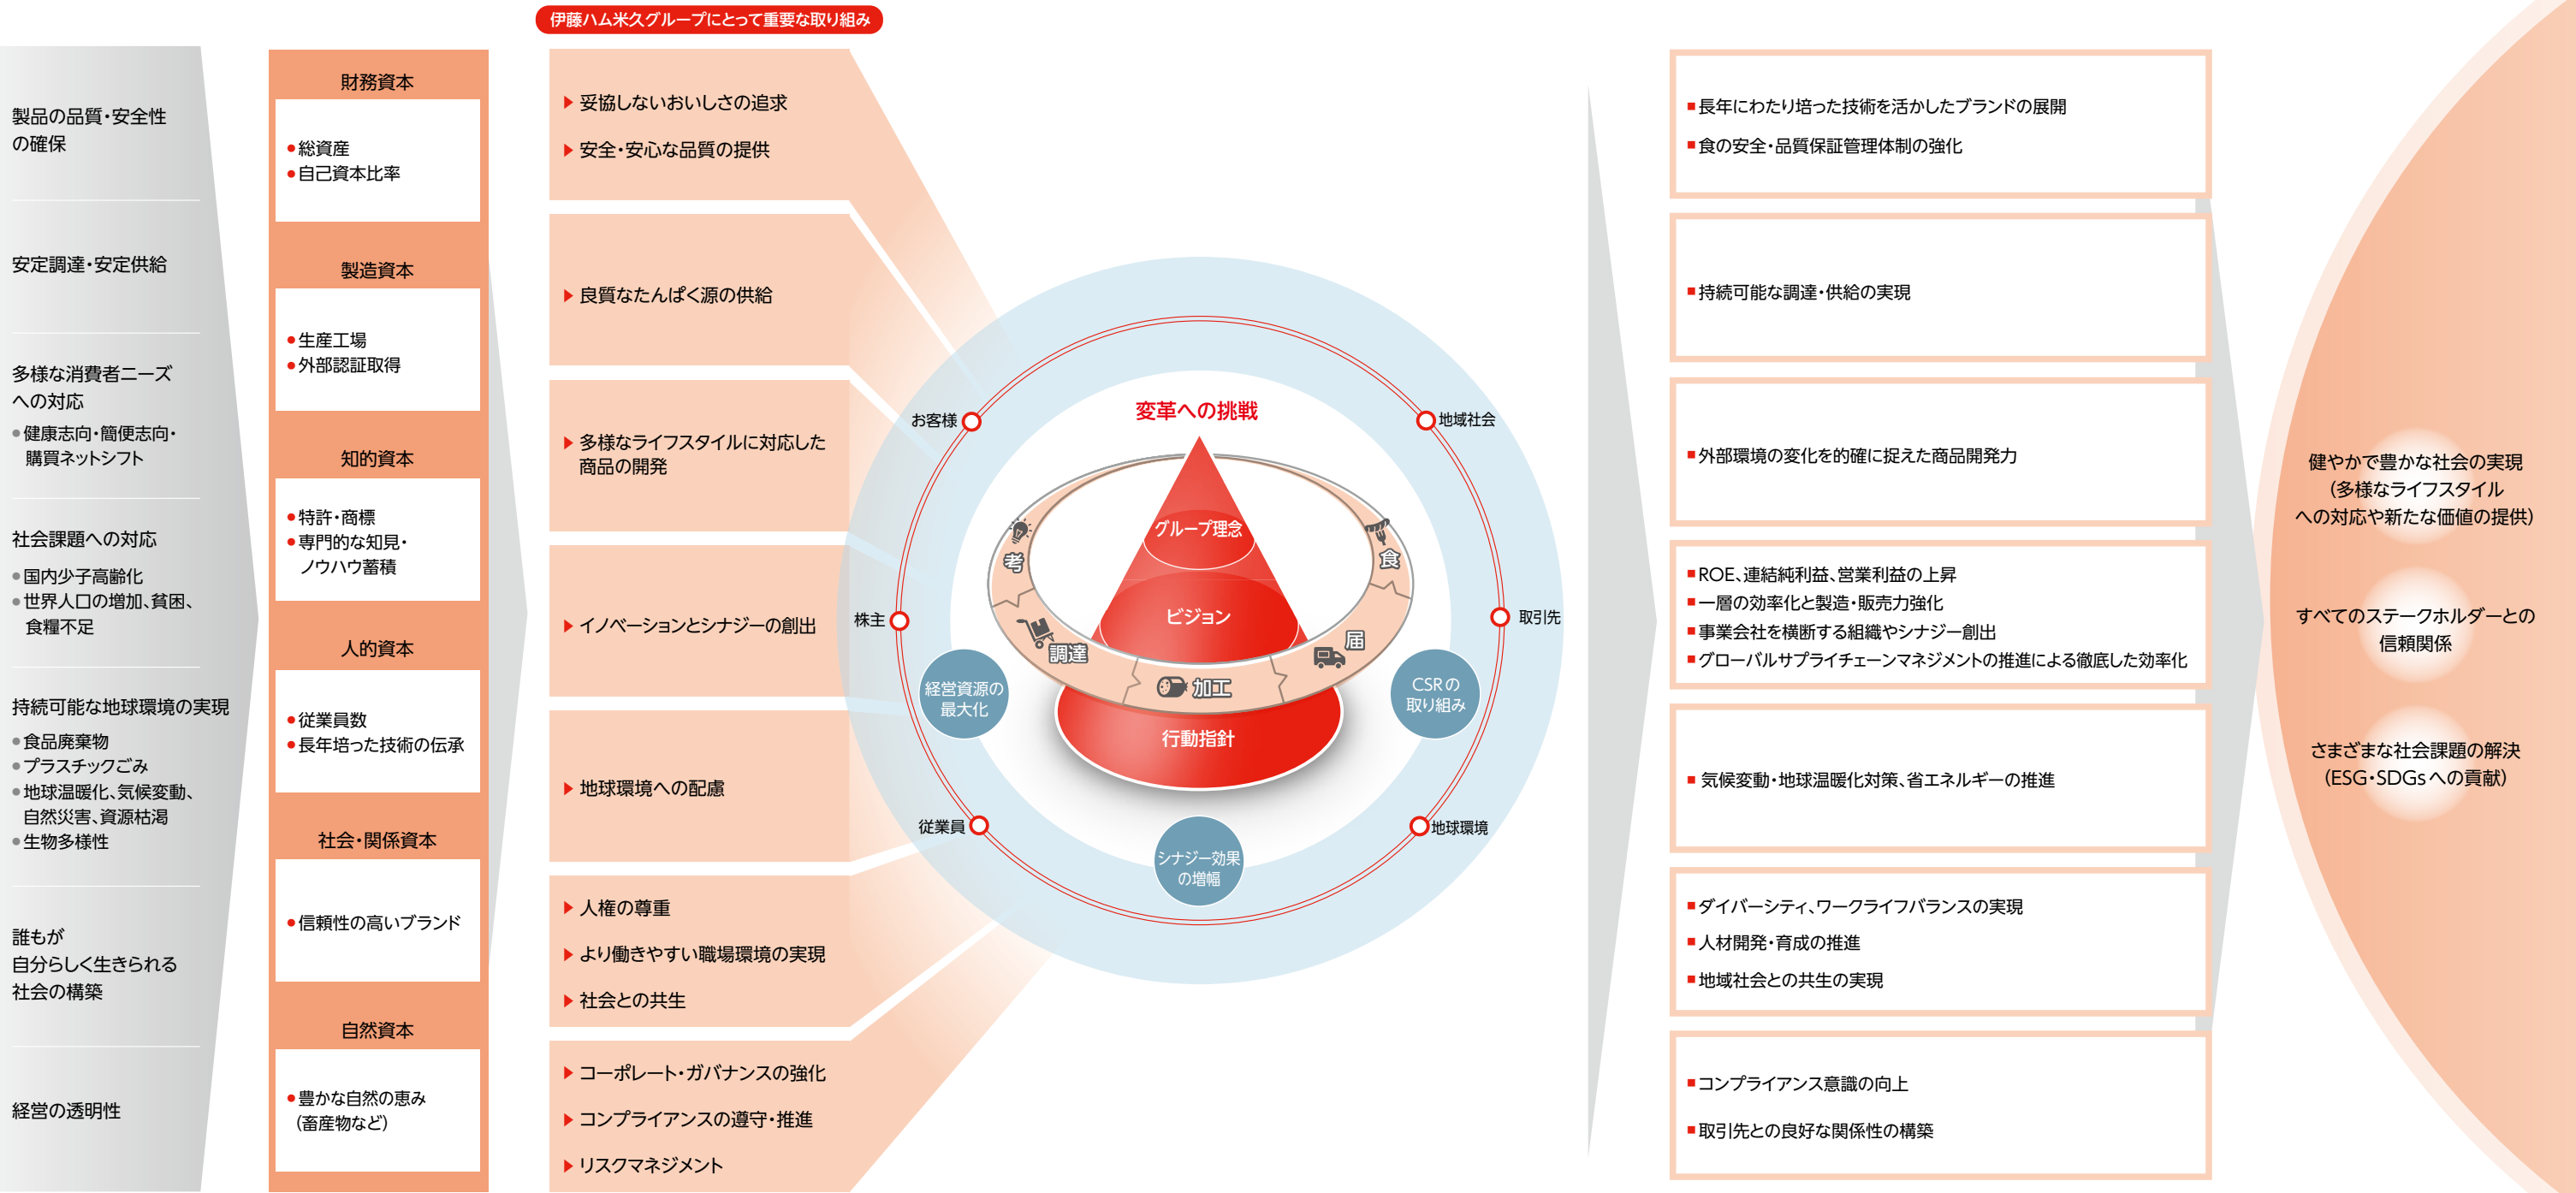 伊藤ハム米久グループにとって重要な取り組み
製品の品質・安全性
の確保
安定調達・安定供給
多様な消費者ニーズ
への対応
●健康志向・簡便志向・
購買ネットシフト
社会課題への対応
●国内少子高齢化
●世界人口の増加、貧困、
食糧不足
持続可能な地球環境の実現
●食品廃棄物
●プラスチックごみ
●地球温暖化、気候変動、
自然災害、資源枯渇
●生物多様性
誰もが
自分らしく生きられる
社会の構築
経営の透明性
財務資本
●総資産
●自己資本比率
製造資本
●生産工場
●外部認証取得
知的資本
●特許・商標
●専門的な知見・
ノウハウ蓄積
人的資本
●従業員数
●長年培った技術の伝承
社会・関係資本
●信頼性の高いブランド
自然資本
●豊かな自然の恵み
（畜産物など）
▶妥協しないおいしさの追求
▶安全・安心な品質の提供
▶良質なたんぱく源の供給
▶多様なライフスタイルに対応した
商品の開発
▶イノベーションとシナジーの創出
▶地球環境への配慮
▶人権の尊重
▶より働きやすい職場環境の実現
▶社会との共生
▶コーポレート・ガバナンスの強化
▶コンプライアンスの遵守・推進
▶リスクマネジメント
変革への挑戦
お客様
地域社会
グループ理念
考
食
ビジョン
株主
取引先
調達
届
加工
経営資源の
最大化
CSRの
取り組み
行動指針
従業員
地球環境
シナジー効果
の増幅
■長年にわたり培った技術を活かしたブランドの展開
■食の安全・品質保証管理体制の強化
■持続可能な調達・供給の実現
■外部環境の変化を的確に捉えた商品開発力
■ROE、連結純利益、営業利益の上昇
■一層の効率化と製造・販売力強化
■事業会社を横断する組織やシナジー創出
■グローバルサプライチェーンマネジメントの推進による徹底した効率化
■気候変動・地球温暖化対策、省エネルギーの推進
■ダイバーシティ、ワークライフバランスの実現
■人材開発・育成の推進
■地域社会との共生の実現
■コンプライアンス意識の向上
■取引先との良好な関係性の構築
健やかで豊かな社会の実現
（多様なライフスタイル
への対応や新たな価値の提供）
すべてのステークホルダーとの
信頼関係
さまざまな社会課題の解決
（ESG・SDGsへの貢献）